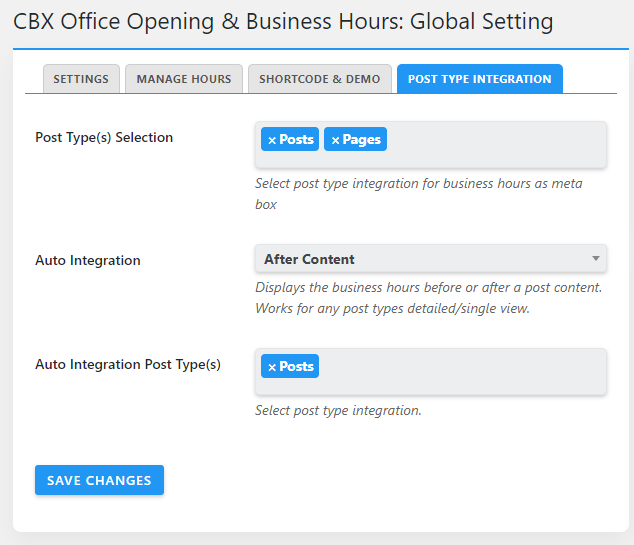 CBX Office Opening & Business Hours: Global Setting
SETTINGS
MANAGE HOURS
SHORTCODE & DEMO
POST TYPE INTEGRATION
Post Type(s) Selection
× Posts
× Pages
Select post type integration for business hours as meta
box
Auto Integration
After Content
Displays the business hours before or after a post content.
Works for any post types detailed/single view.
Auto Integration Post Type(s)
× Posts
Select post type integration.
SAVE CHANGES